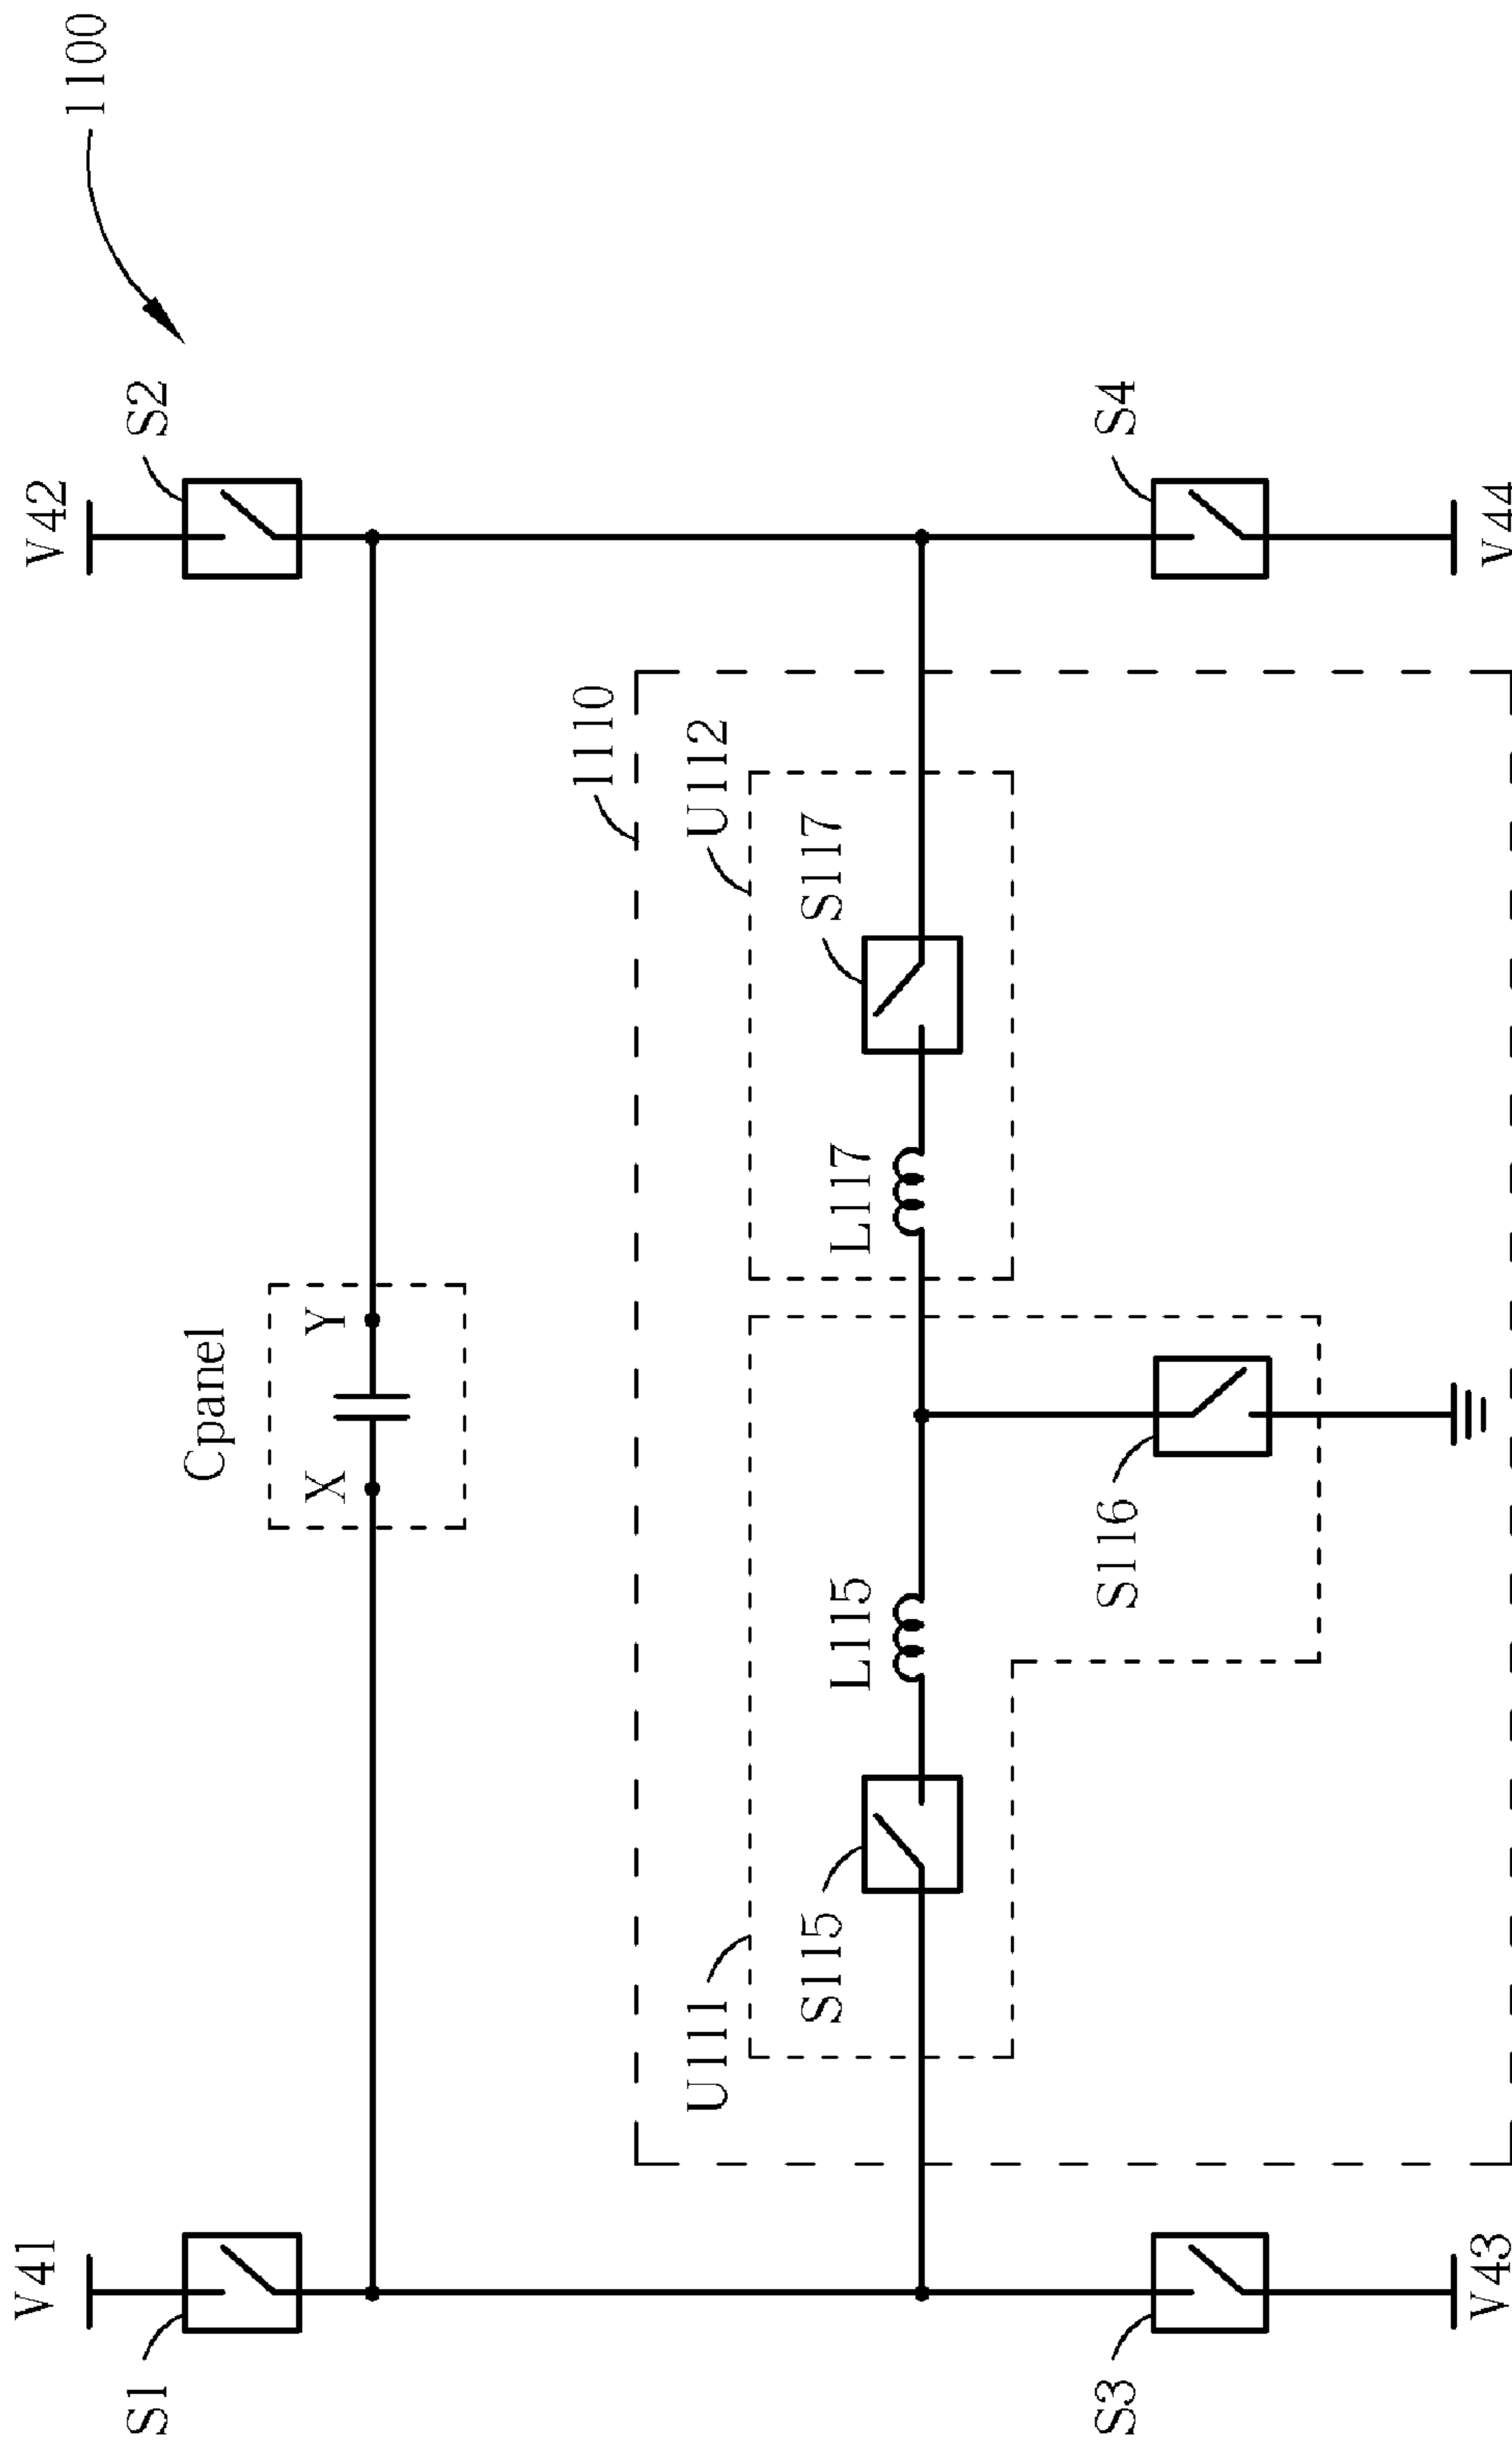 1100
V41
V42
S1
S2
Cpanel
X
Y
1110
U111
U112
S115
L115
L117
S117
S116
S3
S4
V43
V44